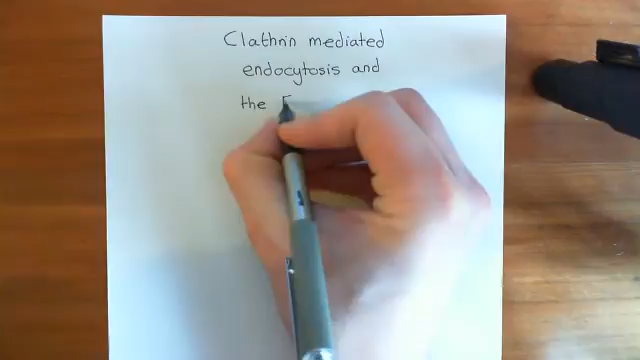 Clathrin mediated
endocytosis and
the